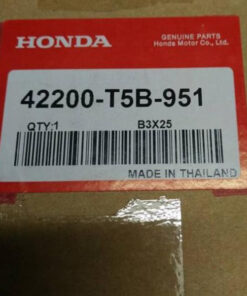 HONDA
GENUINE PARTS
Honda Motor Co., Ltd.
42200-T5B-951
QTY:1 B3X25
MADE IN THAILAND